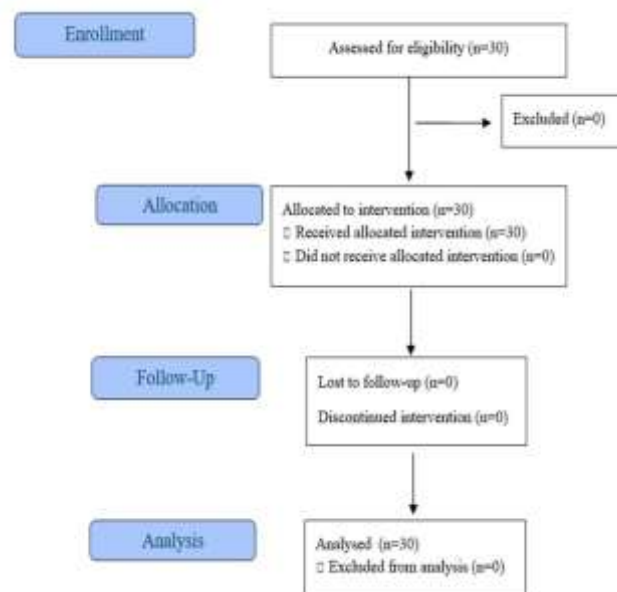 Enrollment
Assessed for eligibility (n=30)
Excluded (n=0)
Allocation
Allocated to intervention (n=30)
▯ Received allocated intervention (n=30)
▯ Did not receive allocated intervention (n=0)
Follow-Up
Lost to follow-up (n=0)
Discontinued intervention (n=0)
Analysis
Analysed (n=30)
▯ Excluded from analysis (n=0)